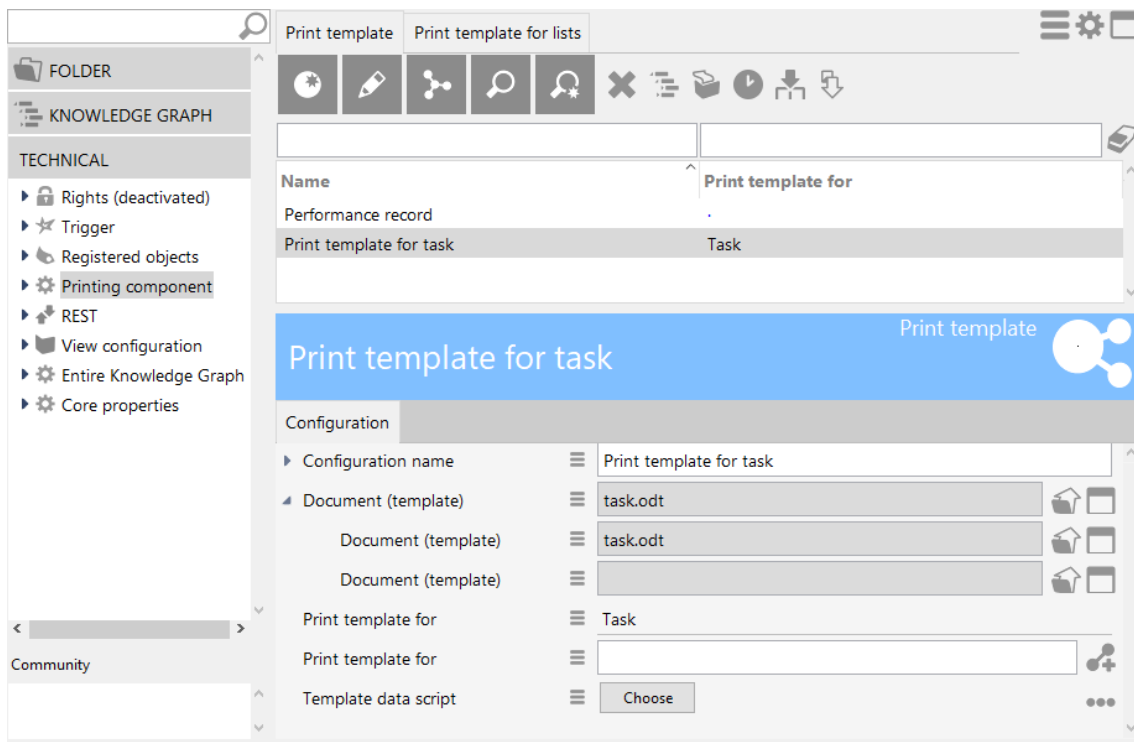 Print template
Print template for lists
FOLDER
KNOWLEDGE GRAPH
TECHNICAL
Rights (deactivated)
Trigger
Registered objects
Printing component
REST
View configuration
Entire Knowledge Graph
Core properties
Community
Name
Print template for
Performance record
Print template for task
Task
Print template
Print template for task
Configuration
Configuration name
Print template for task
Document (template)
task.odt
Document (template)
task.odt
Document (template)
Print template for
Task
Print template for
Template data script
Choose